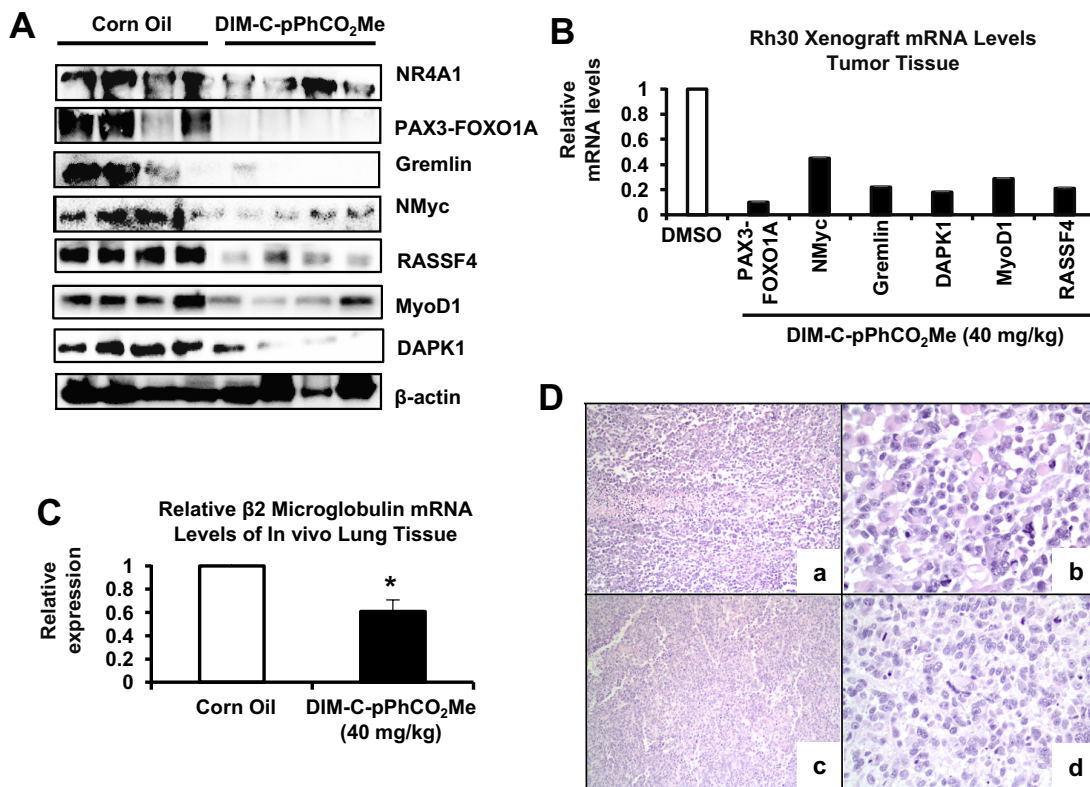 A
Corn Oil
DIM-C-pPhCO₂Me
NR4A1
PAX3-FOXO1A
Gremlin
NMyc
RASSF4
MyoD1
DAPK1
β-actin
B
Rh30 Xenograft mRNA Levels
Tumor Tissue
Relative
mRNA levels
1
0.8
0.6
0.4
0.2
0
DMSO
PAX3-
FOXO1A
NMyc
Gremlin
DAPK1
MyoD1
RASSF4
DIM-C-pPhCO₂Me (40 mg/kg)
C
Relative β2 Microglobulin mRNA
Levels of In vivo Lung Tissue
Relative
expression
1
0.8
0.6
0.4
0.2
0
*
Corn Oil
DIM-C-pPhCO₂Me
(40 mg/kg)
D
a
b
c
d